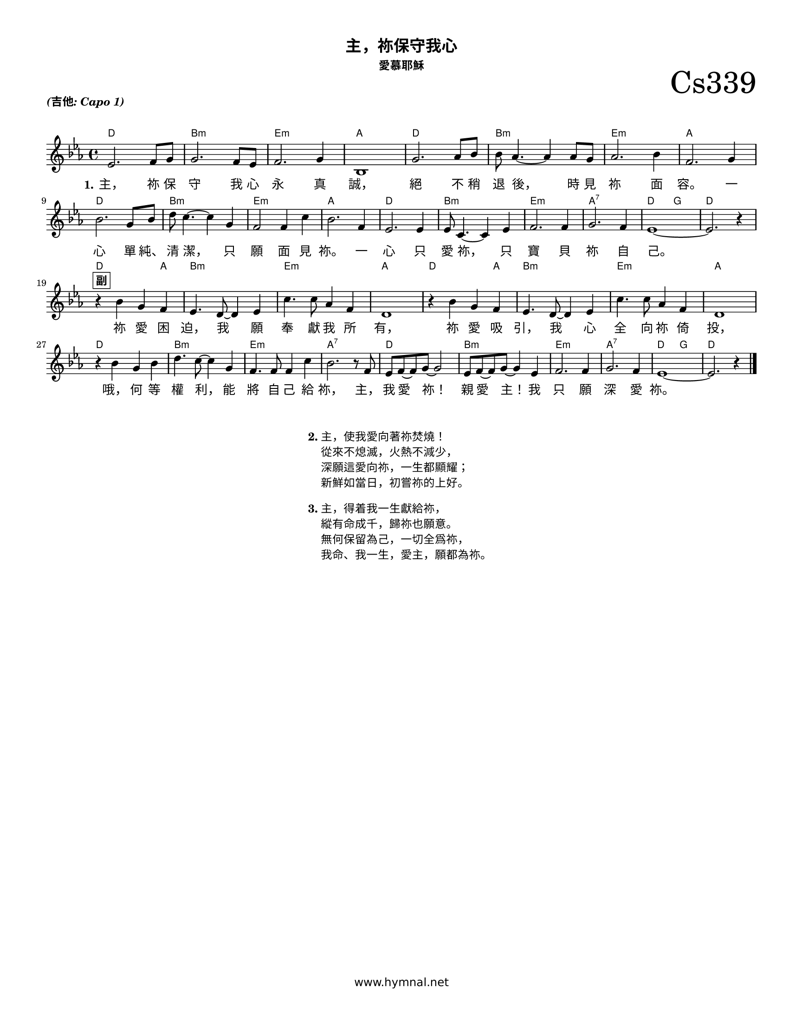 主，祢保守我心
愛慕耶穌
Cs339
(吉他: Capo 1)
D Bm Em A D Bm Em A
1. 主， 祢 保 守 我 心 永 真 誠， 絕 不 稍 退 後， 時 見 祢 面 容。 一
9 D Bm Em A D Bm Em A7 D G D
心 單 純、 清 潔， 只 願 面 見 祢。 一 心 只 愛 祢， 只 寶 貝 祢 自 己。
19 D A Bm Em A D A Bm Em A
副
祢 愛 困 迫， 我 願 奉 獻 我 所 有， 祢 愛 吸 引， 我 心 全 向 祢 倚 投，
27 D Bm Em A7 D Bm Em A7 D G D
哦， 何 等 權 利， 能 將 自 己 給 祢， 主， 我 愛 祢！ 親 愛 主！ 我 只 願 深 愛 祢。
2. 主，使我愛向著祢焚燒！
從來不熄滅，火熱不減少，
深願這愛向祢，一生都顯耀；
新鮮如當日，初嘗祢的上好。
3. 主，得着我一生獻給祢，
縱有命成千，歸祢也願意。
無何保留為己，一切全爲祢，
我命、我一生，愛主，願都為祢。
www.hymnal.net